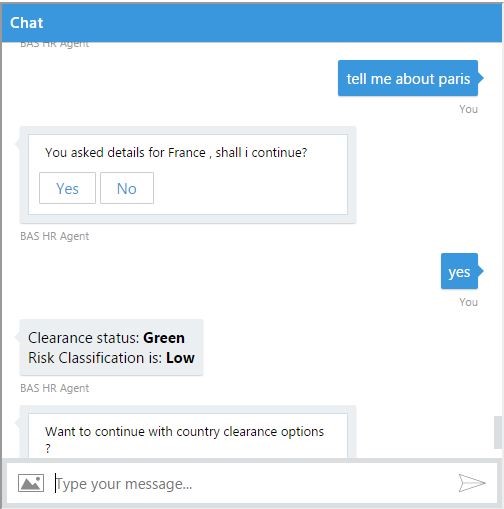 Chat
BAS HR Agent
tell me about paris
You
You asked details for France , shall i continue?
Yes No
BAS HR Agent
yes
You
Clearance status: Green
Risk Classification is: Low
BAS HR Agent
Want to continue with country clearance options
?
Type your message...